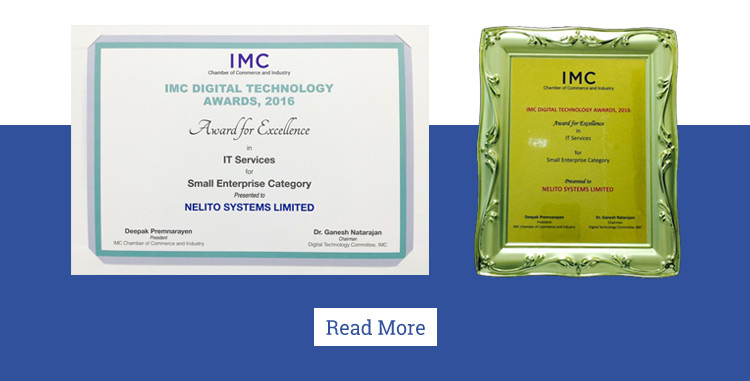 IMC
Chamber of Commerce and Industry
IMC DIGITAL TECHNOLOGY
AWARDS, 2016
Award for Excellence
in
IT Services
for
Small Enterprise Category
Presented to
NELITO SYSTEMS LIMITED
Deepak Premnarayen
President
IMC Chamber of Commerce and Industry
Dr. Ganesh Natarajan
Chairman
Digital Technology Committee, IMC
IMC
Chamber of Commerce and Industry
IMC DIGITAL TECHNOLOGY AWARDS, 2016
Award for Excellence
in
IT Services
for
Small Enterprise Category
Presented to
NELITO SYSTEMS LIMITED
Deepak Premnarayen
President
IMC Chamber of Commerce and Industry
Dr. Ganesh Natarajan
Chairman
Digital Technology Committee, IMC
Read More